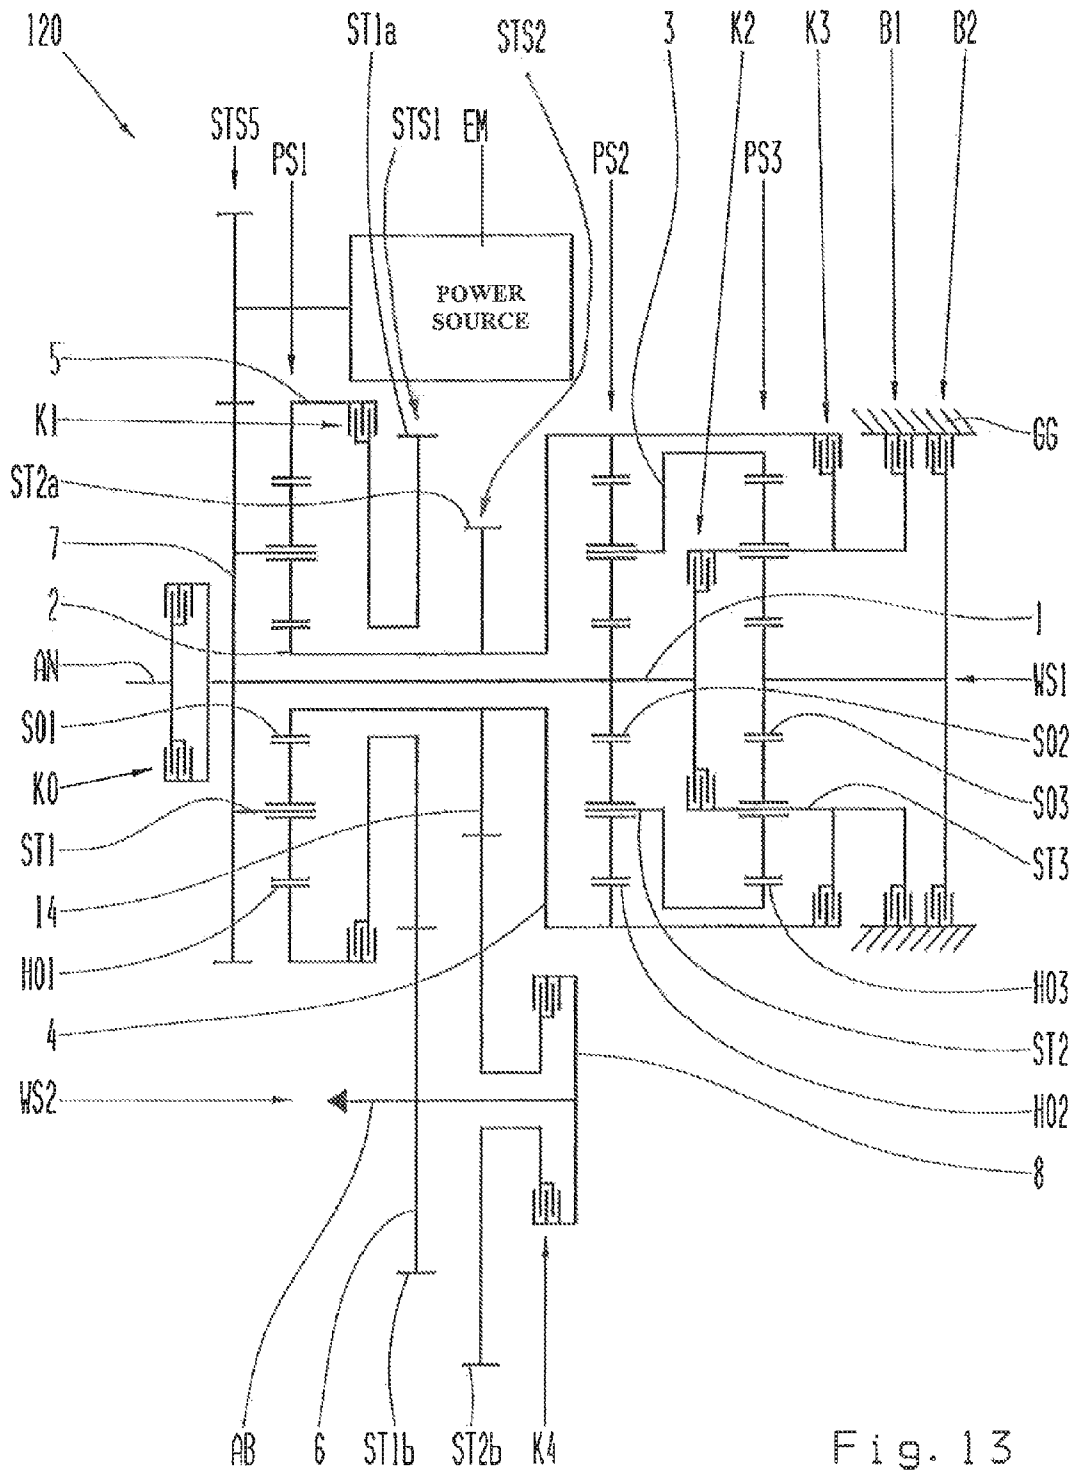 120
ST1a
STS2
3
K2
K3
B1
B2
STS5
PS1
STS1
EM
PS2
PS3
POWER
SOURCE
5
K1
GG
ST2a
7
2
1
AN
WS1
S01
S02
K0
S03
ST1
ST3
14
H01
H03
4
ST2
WS2
H02
8
AB
6
ST1b
ST2b
K4
Fig. 13